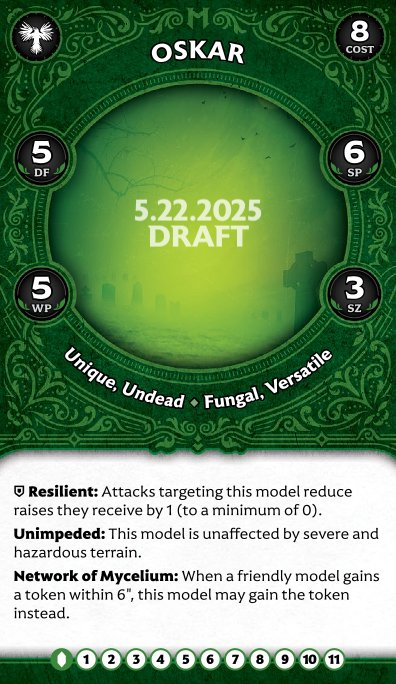 M
OSKAR
8
COST
5
DF
6
SP
5.22.2025
DRAFT
5
WP
3
SZ
Unique, Undead ◆ Fungal, Versatile
Resilient: Attacks targeting this model reduce
raises they receive by 1 (to a minimum of 0).
Unimpeded: This model is unaffected by severe and
hazardous terrain.
Network of Mycelium: When a friendly model gains
a token within 6", this model may gain the token
instead.
1 2 3 4 5 6 7 8 9 10 11